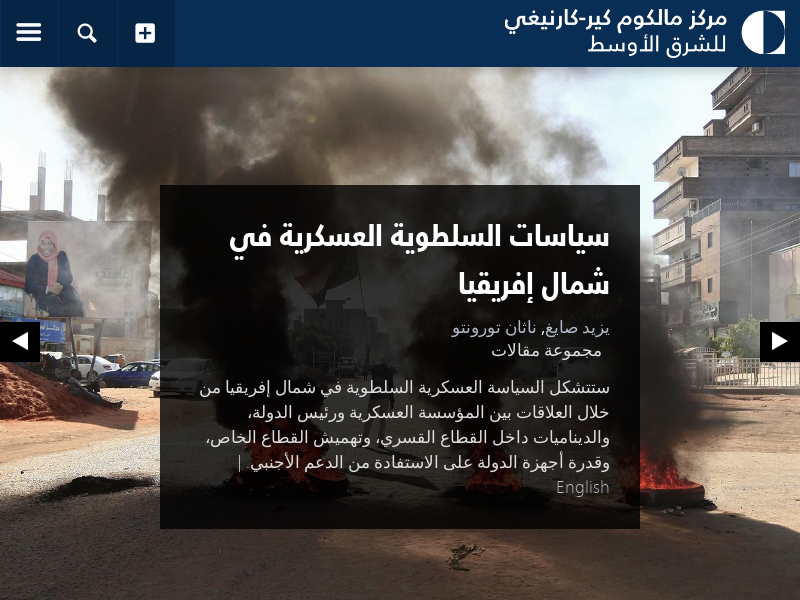 مركز مالكوم كير-كارنيغي
للشرق الأوسط
سياسات السلطوية العسكرية في
شمال إفريقيا
يزيد صايغ, ناثان تورونتو
مجموعة مقالات
ستتشكل السياسة العسكرية السلطوية في شمال إفريقيا من
خلال العلاقات بين المؤسسة العسكرية ورئيس الدولة،
والديناميات داخل القطاع القسري، وتهميش القطاع الخاص،
وقدرة أجهزة الدولة على الاستفادة من الدعم الأجنبي. |
English